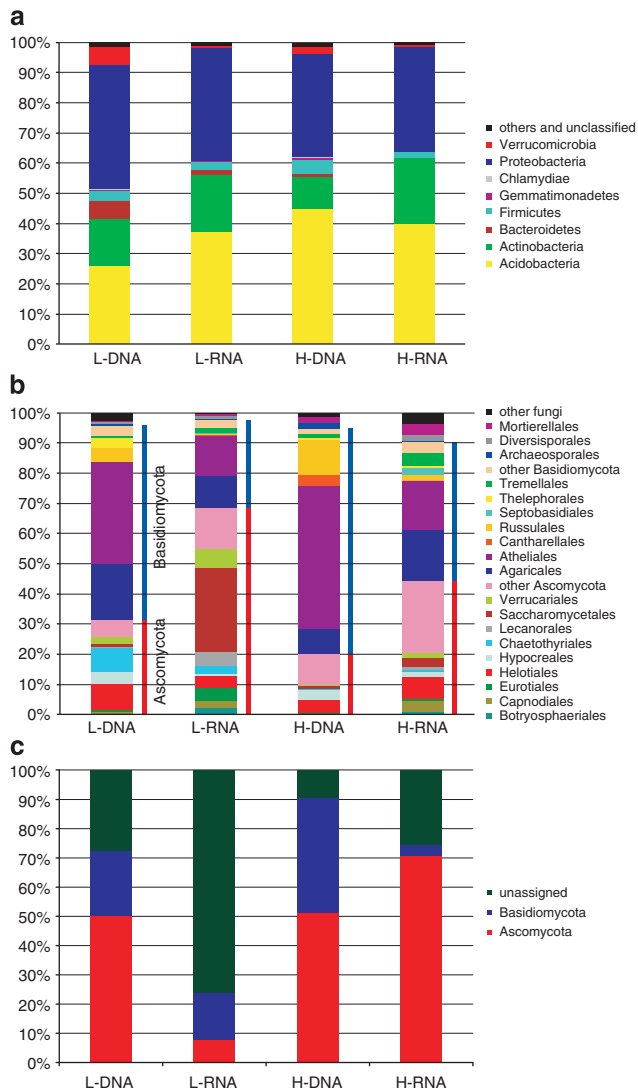 a
100%
90%
80%
70%
60%
50%
40%
30%
20%
10%
0%
L-DNA L-RNA H-DNA H-RNA
others and unclassified
Verrucomicrobia
Proteobacteria
Chlamydiae
Gemmatimonadetes
Firmicutes
Bacteroidetes
Actinobacteria
Acidobacteria
b
100%
90%
80%
70%
60%
50%
40%
30%
20%
10%
0%
Basidiomycota
Ascomycota
L-DNA L-RNA H-DNA H-RNA
other fungi
Mortierellales
Diversisporales
Archaeosporales
other Basidiomycota
Tremellales
Thelephorales
Septobasidiales
Russulales
Cantharellales
Atheliales
Agaricales
other Ascomycota
Verrucariales
Saccharomycetales
Lecanorales
Chaetothyriales
Hypocreales
Helotiales
Eurotiales
Capnodiales
Botryosphaeriales
c
100%
90%
80%
70%
60%
50%
40%
30%
20%
10%
0%
L-DNA L-RNA H-DNA H-RNA
unassigned
Basidiomycota
Ascomycota